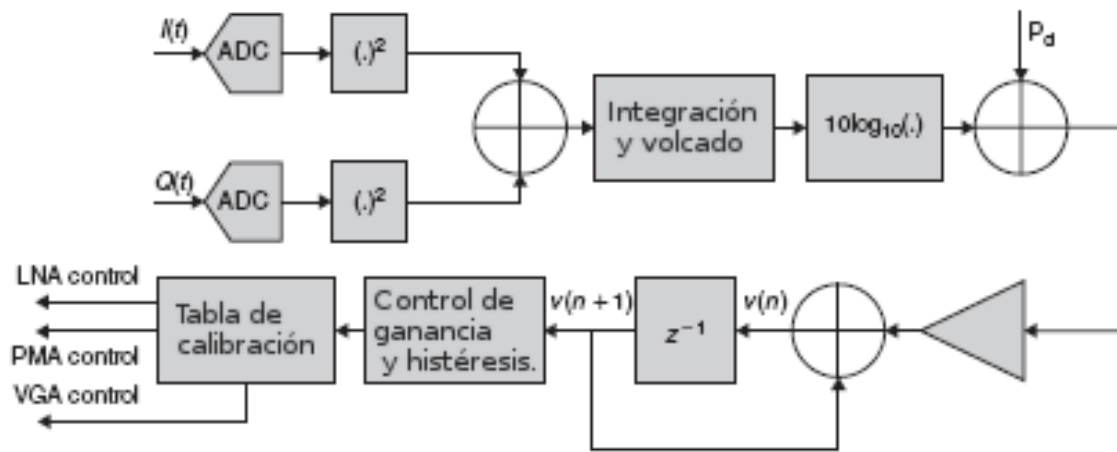 I(t)
ADC
(.)²
P_d
Integración
y volcado
10log₁₀(.)
Q(t)
ADC
(.)²
LNA control
PMA control
VGA control
Tabla de
calibración
Control de
ganancia
y histéresis.
v(n + 1)
z⁻¹
v(n)